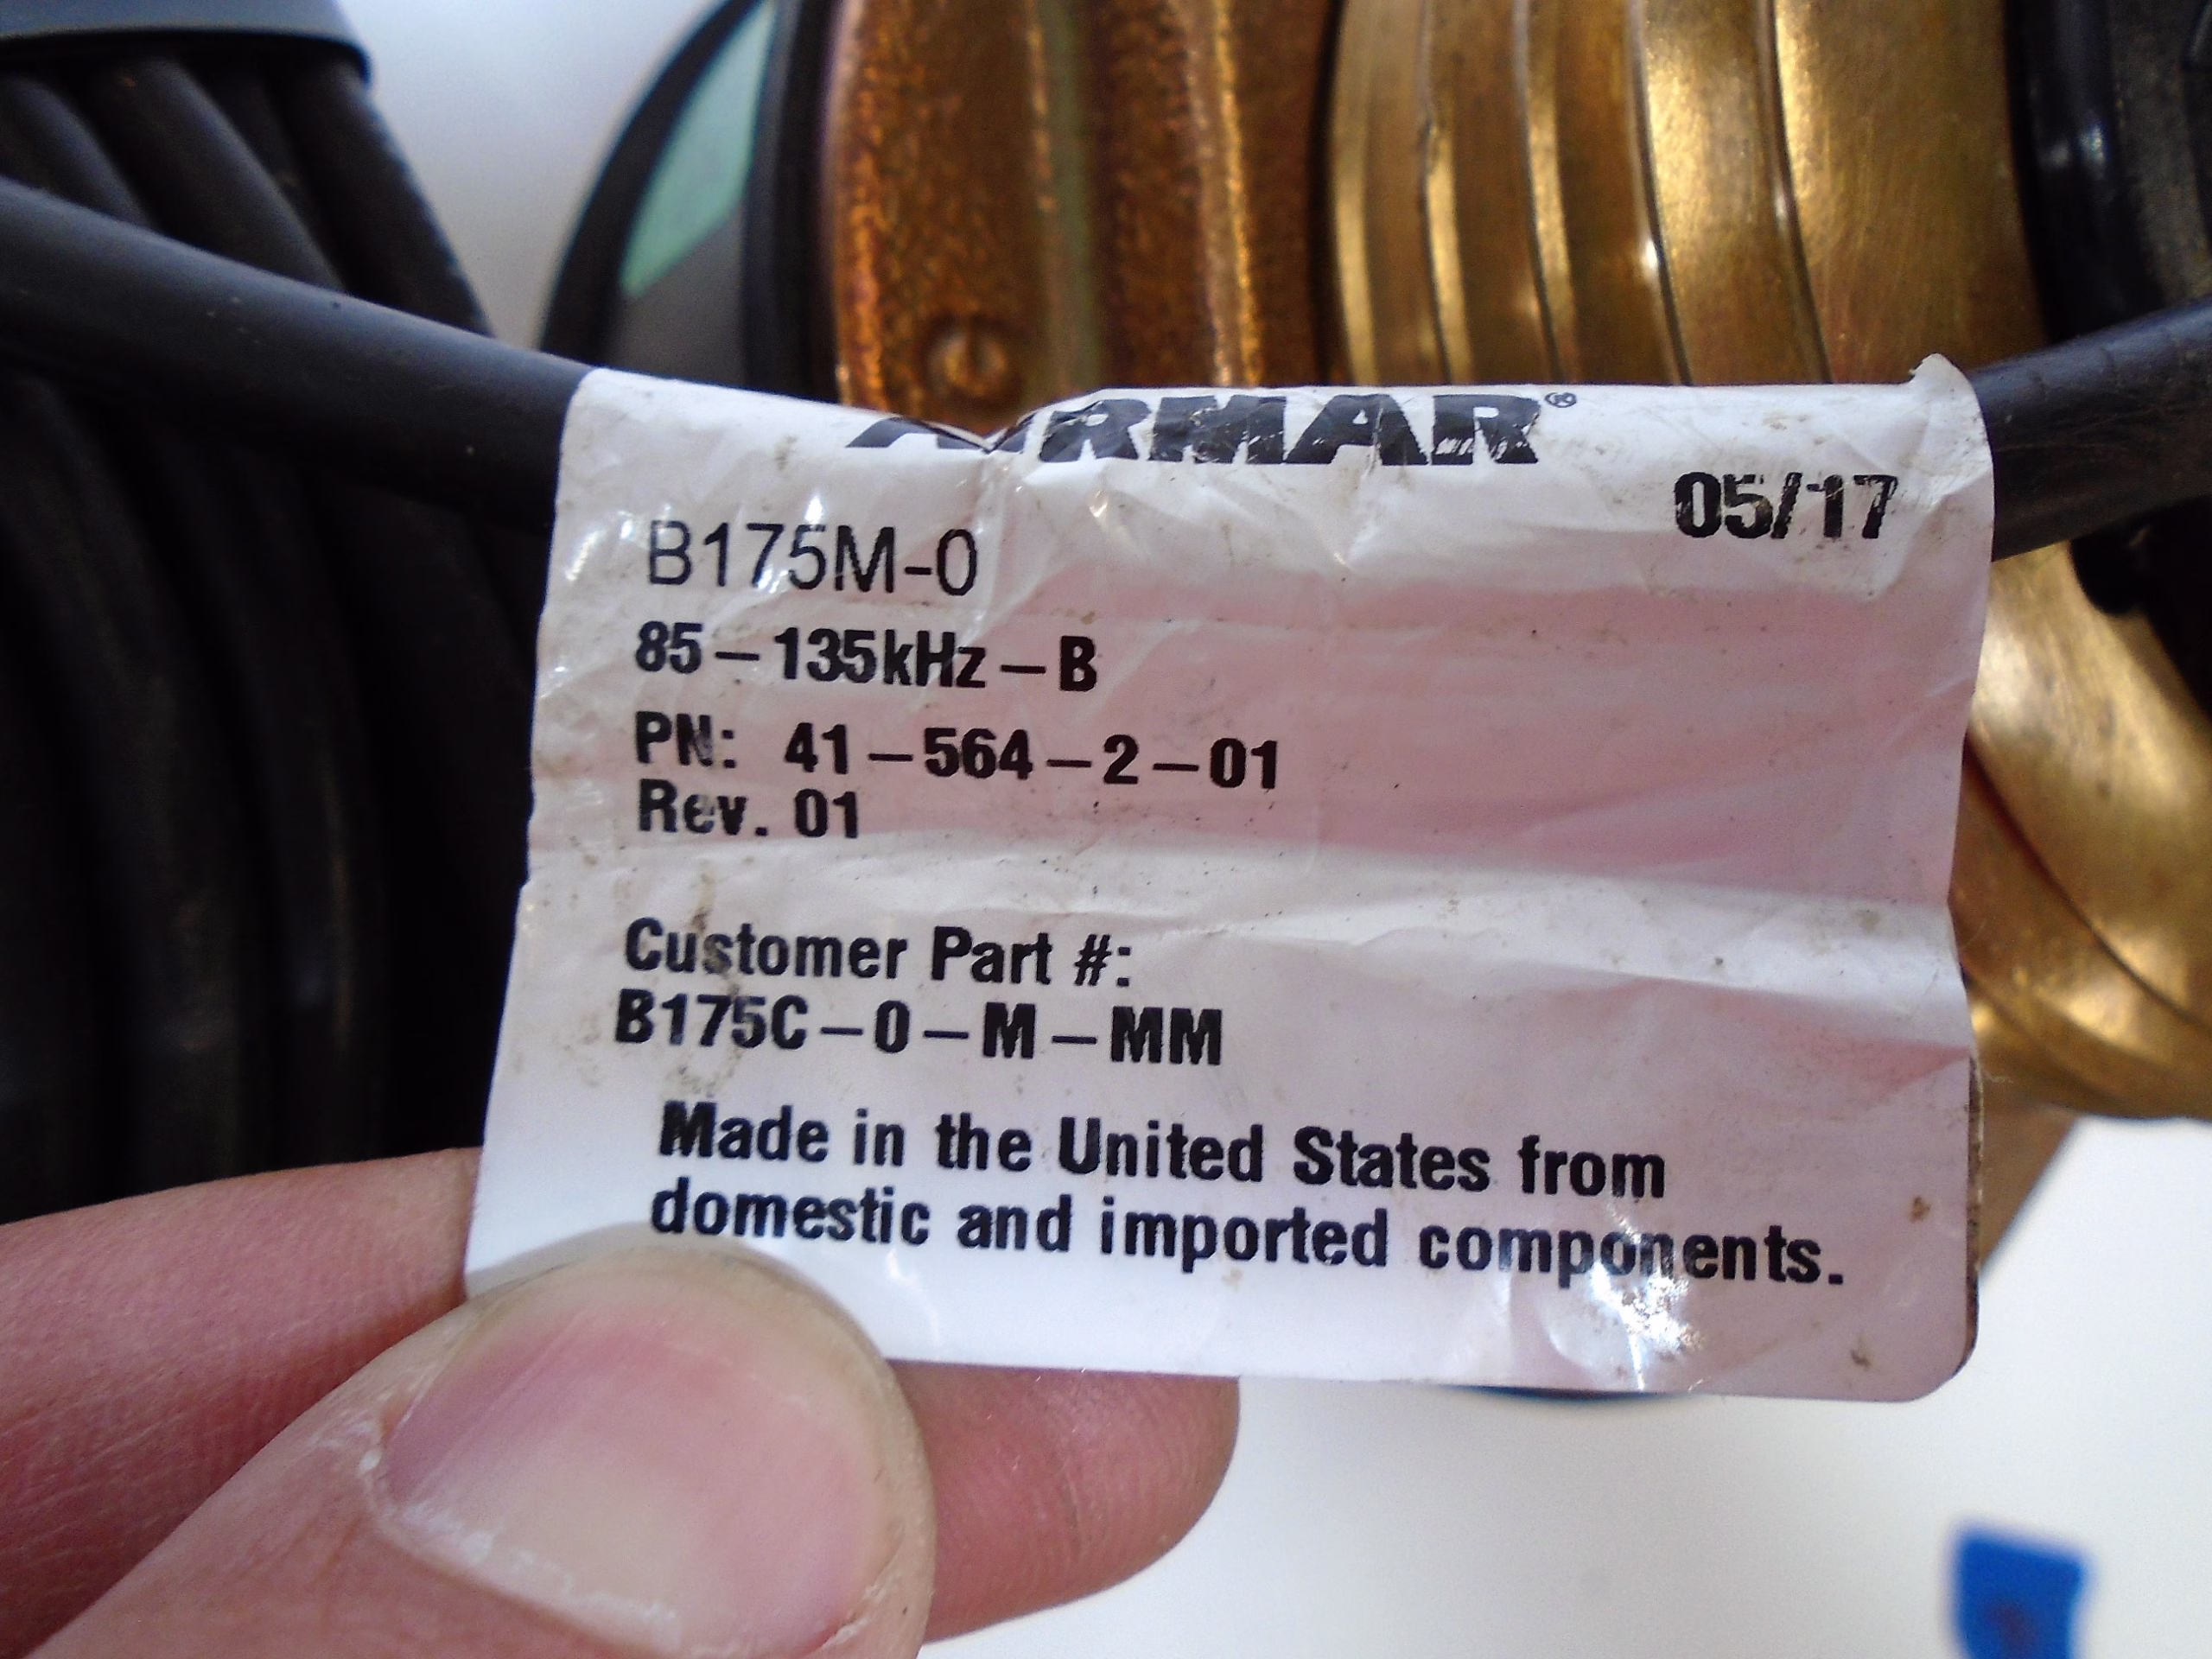 AIRMAR®
05/17
B175M-0
85-135kHz-B
PN: 41-564-2-01
Rev. 01
Customer Part #:
B175C-0-M-MM
Made in the United States from
domestic and imported components.